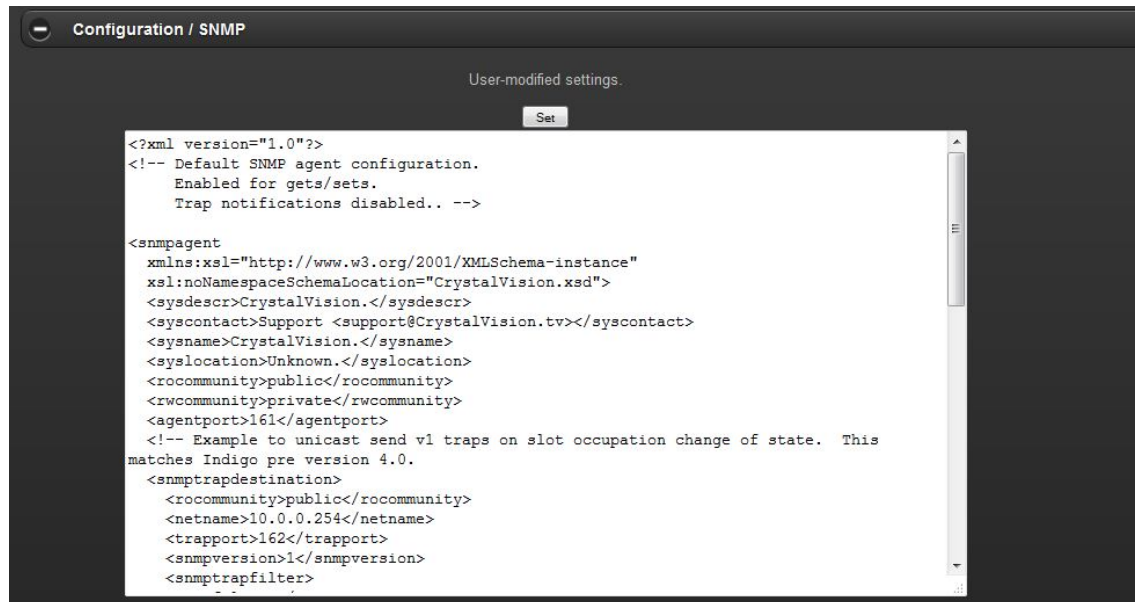 Configuration / SNMP
User-modified settings.
Set
<?xml version="1.0"?>
<!-- Default SNMP agent configuration.
     Enabled for gets/sets.
     Trap notifications disabled.. -->
<snmpagent
  xmlns:xsl="http://www.w3.org/2001/XMLSchema-instance"
  xsl:noNamespaceSchemaLocation="CrystalVision.xsd">
  <sysdescr>CrystalVision.</sysdescr>
  <syscontact>Support <support@CrystalVision.tv></syscontact>
  <sysname>CrystalVision.</sysname>
  <syslocation>Unknown.</syslocation>
  <rocommunity>public</rocommunity>
  <rwcommunity>private</rwcommunity>
  <agentport>161</agentport>
  <!-- Example to unicast send v1 traps on slot occupation change of state.  This
matches Indigo pre version 4.0.
  <snmptrapdestination>
    <rocommunity>public</rocommunity>
    <netname>10.0.0.254</netname>
    <trapport>162</trapport>
    <snmpversion>1</snmpversion>
    <snmptrapfilter>